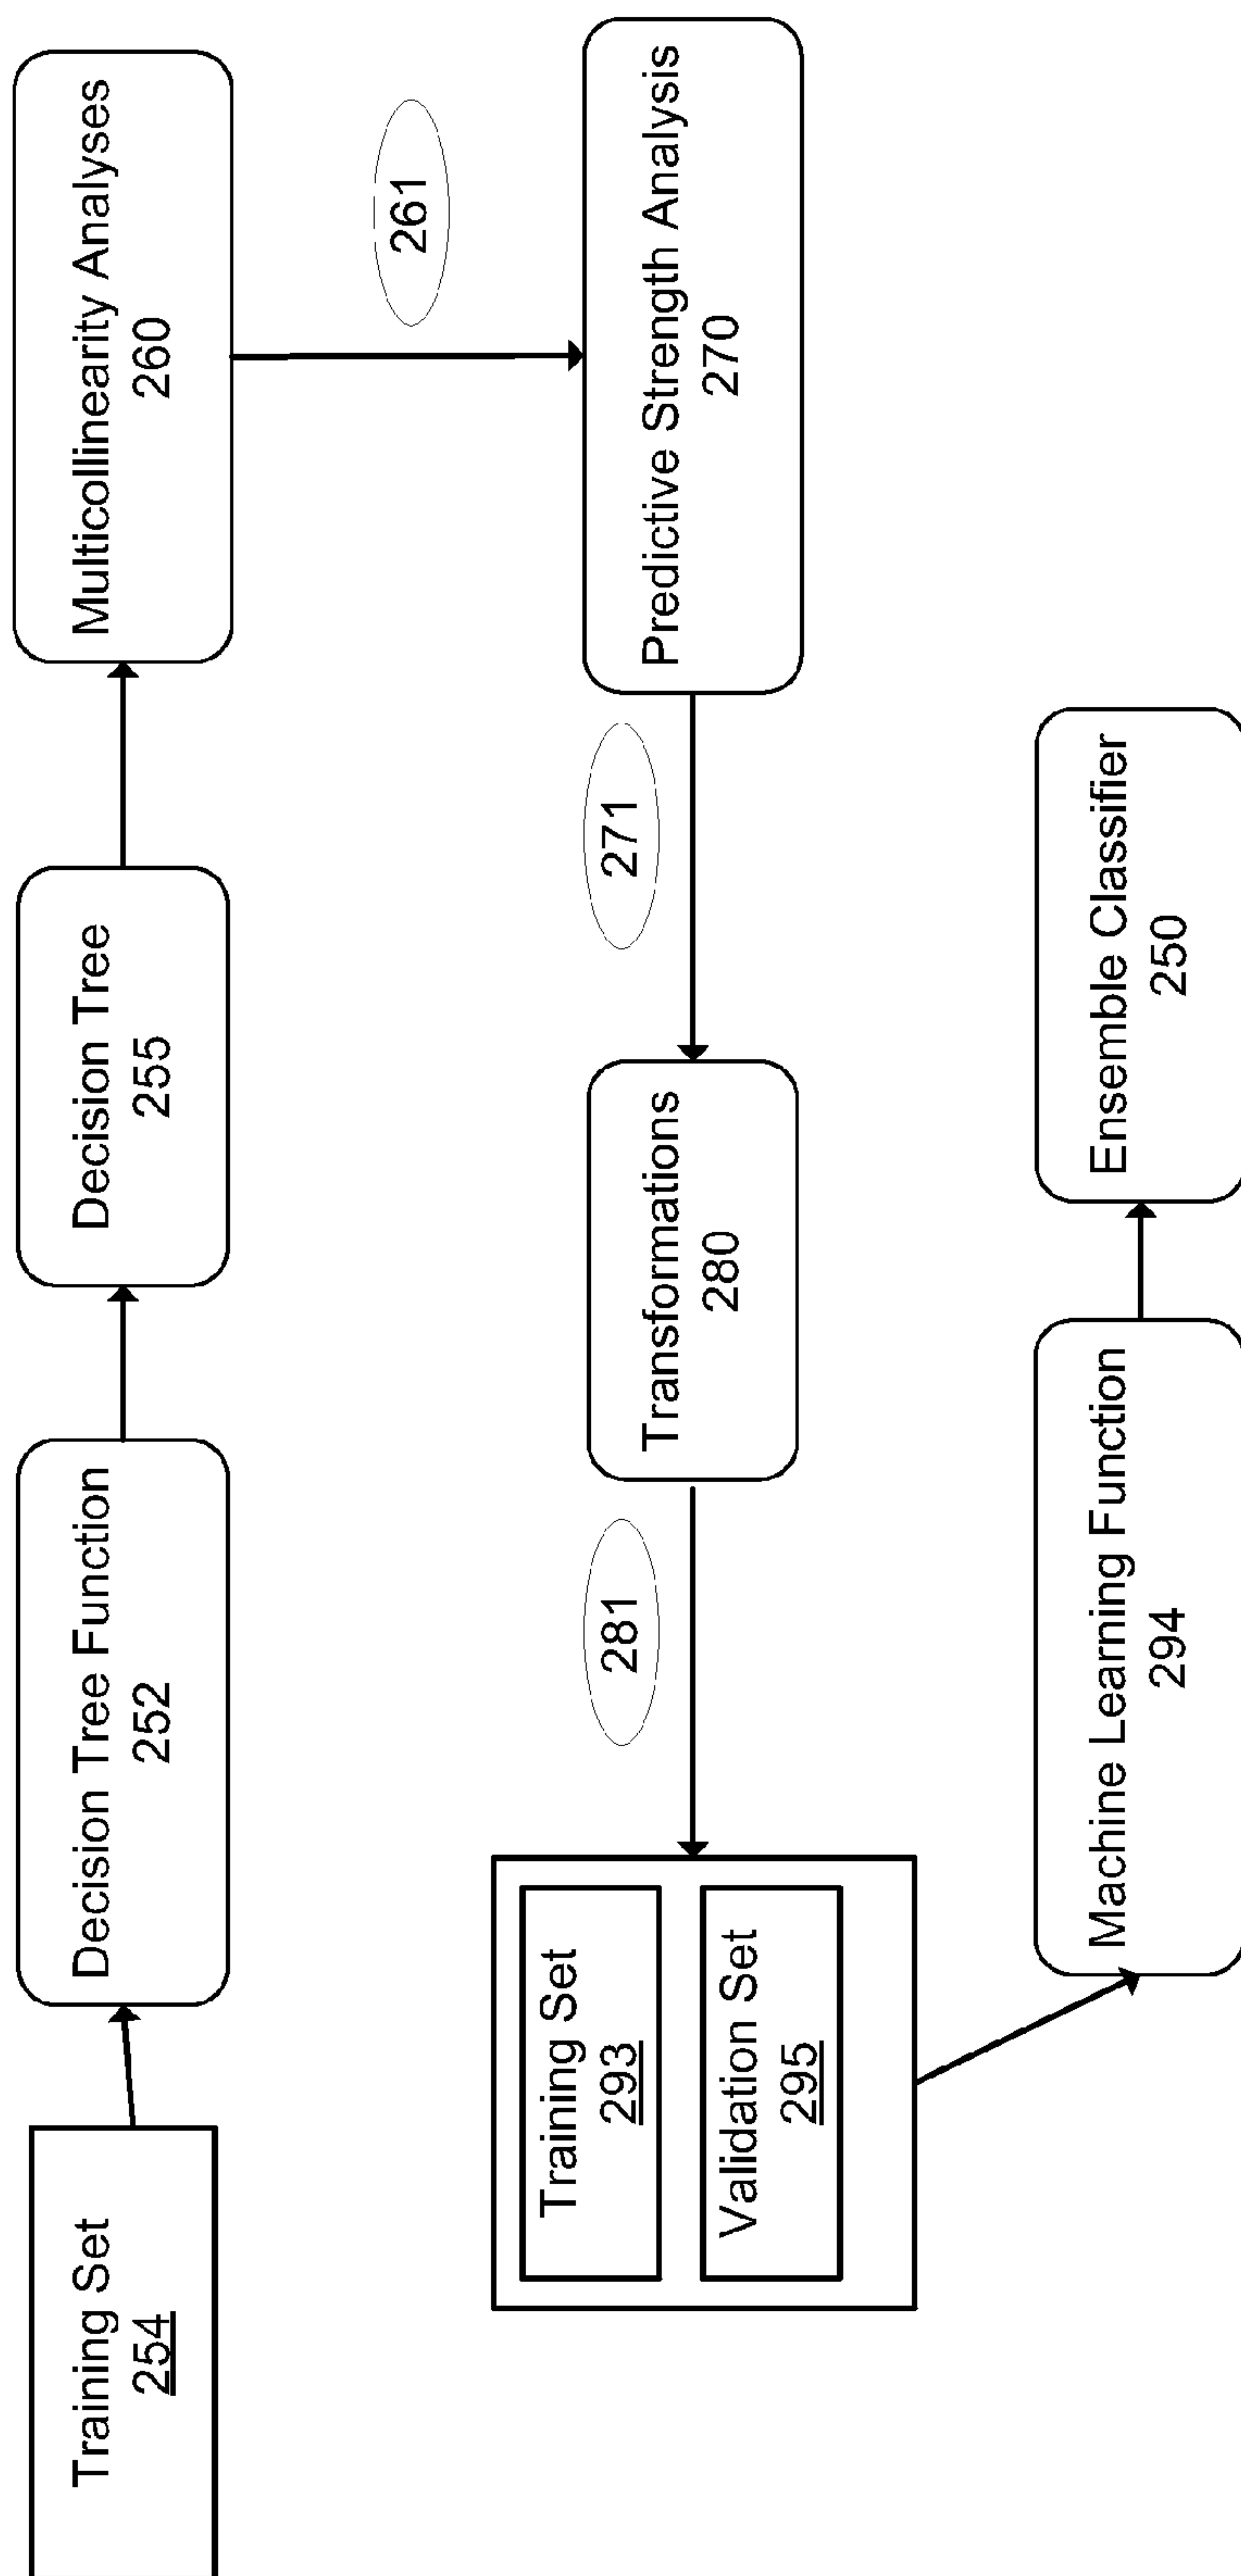 Training Set
254
Decision Tree Function
252
Decision Tree
255
Multicollinearity Analyses
260
261
Predictive Strength Analysis
270
271
Transformations
280
281
Training Set
293
Validation Set
295
Machine Learning Function
294
Ensemble Classifier
250